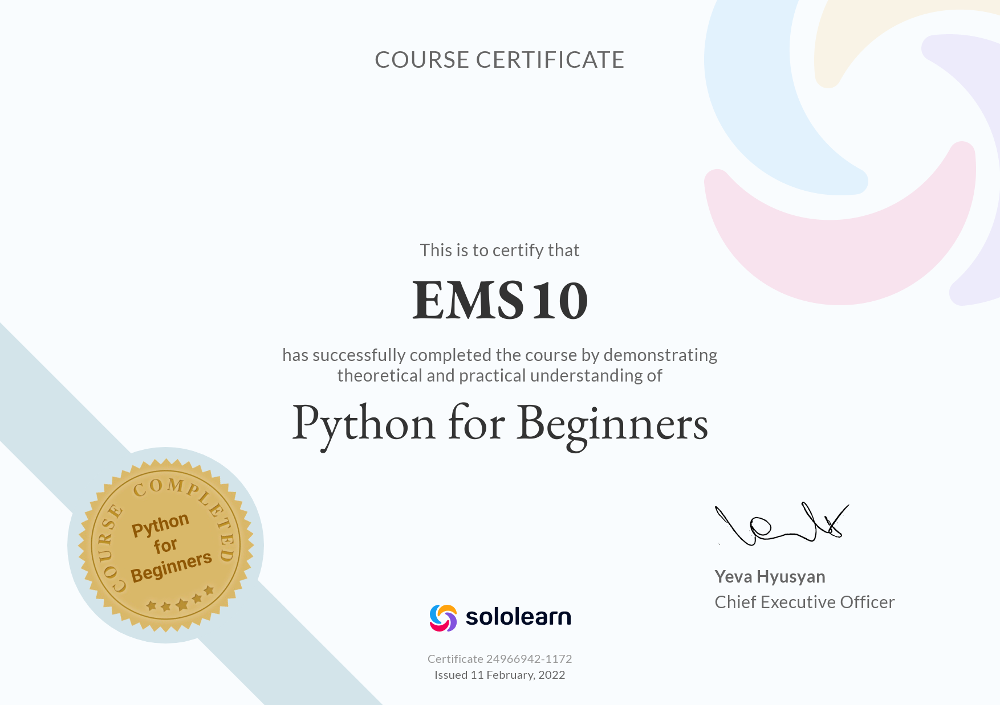 COURSE CERTIFICATE
This is to certify that
EMS10
has successfully completed the course by demonstrating
theoretical and practical understanding of
Python for Beginners
COURSE COMPLETED
Python
for
Beginners
Yeva Hyusyan
Chief Executive Officer
sololearn
Certificate 24966942-1172
Issued 11 February, 2022